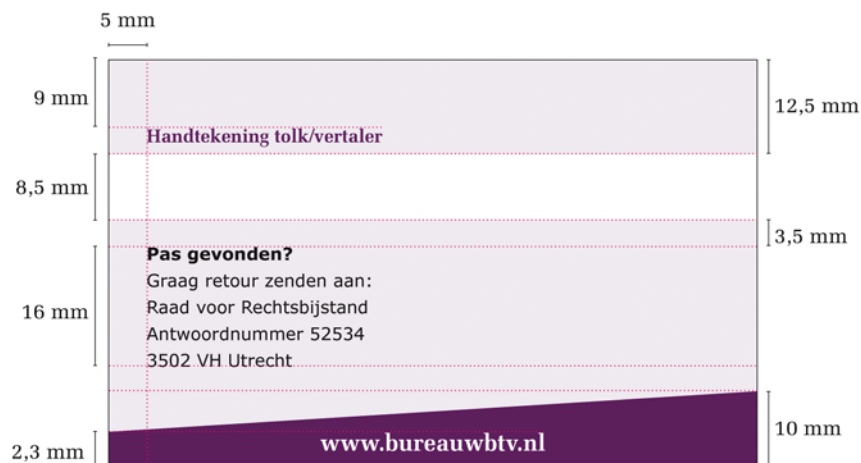 5 mm
9 mm
12,5 mm
Handtekening tolk/vertaler
8,5 mm
3,5 mm
Pas gevonden?
Graag retour zenden aan:
Raad voor Rechtsbijstand
16 mm
Antwoordnummer 52534
3502 VH Utrecht
10 mm
www.bureauwbtv.nl
2,3 mm